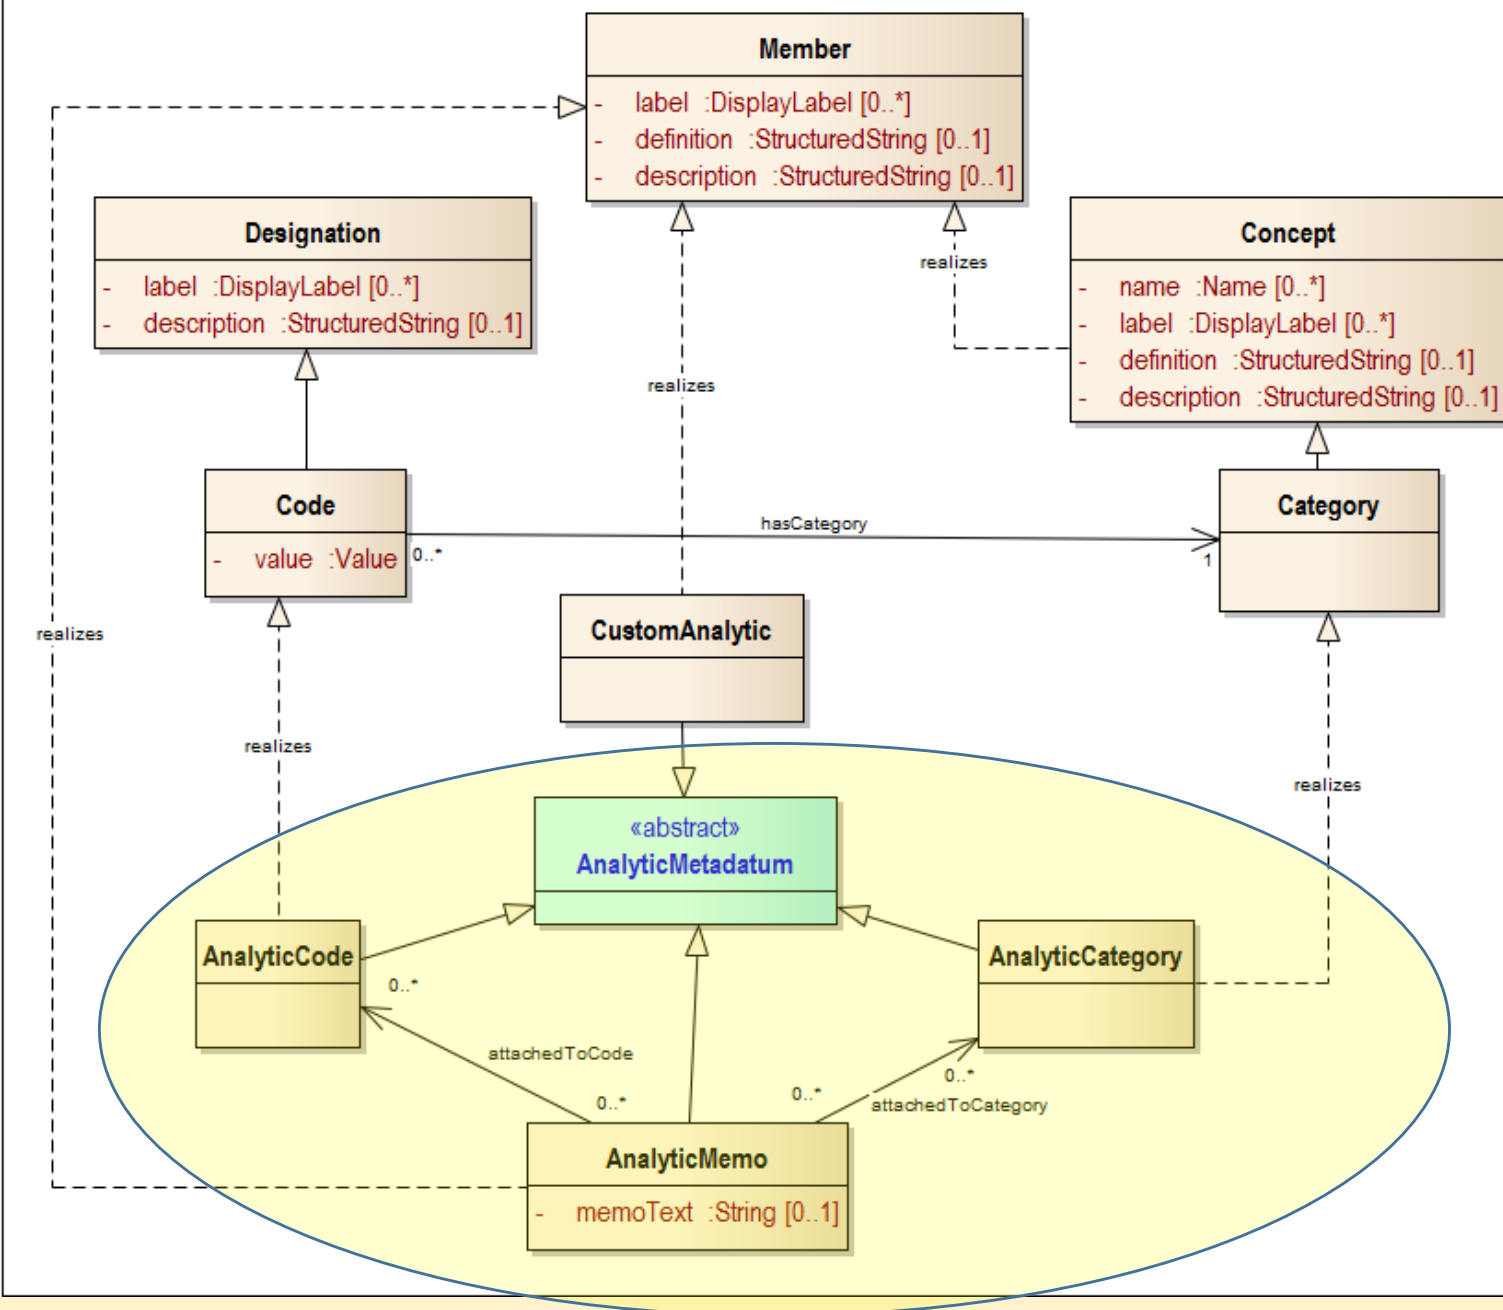 Member
- label :DisplayLabel [0..*]
- definition :StructuredString [0..1]
- description :StructuredString [0..1]
Designation
- label :DisplayLabel [0..*]
- description :StructuredString [0..1]
realizes
Concept
- name :Name [0..*]
- label :DisplayLabel [0..*]
- definition :StructuredString [0..1]
- description :StructuredString [0..1]
realizes
Code
- value :Value
0..*
hasCategory
1
Category
realizes
CustomAnalytic
realizes
realizes
«abstract»
AnalyticMetadatum
AnalyticCode
AnalyticCategory
0..*
attachedToCode
0..*
0..*
0..*
attachedToCategory
AnalyticMemo
- memoText :String [0..1]